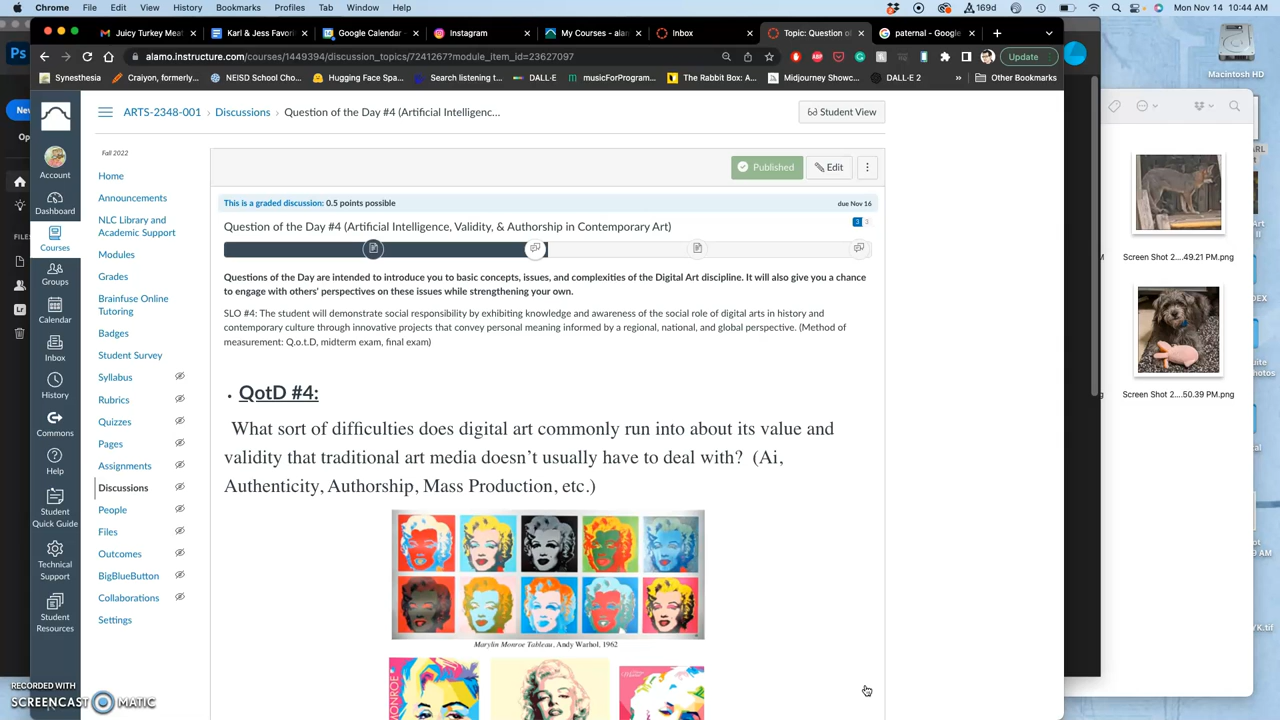 Chrome File Edit View History Bookmarks Profiles Tab Window Help 169d Mon Nov 14 10:44 AM
Juicy Turkey Meat Karl & Jess Favori Google Calendar Instagram My Courses - alan Inbox Topic: Question o paternal - Google
alamo.instructure.com/courses/1449394/discussion_topics/7241267?module_item_id=23627097 Update
Synesthesia Craiyon, formerly... NEISD School Cho... Hugging Face Spa... Search listening t... DALL·E musicForProgram... The Rabbit Box: A... Midjourney Showc... DALL·E 2 » Other Bookmarks
Macintosh HD
ARTS-2348-001 Discussions Question of the Day #4 (Artificial Intelligenc... Student View
Fall 2022
Published Edit
Account
Dashboard
Courses
Groups
Calendar
Inbox
History
Commons
Help
Student
Quick Guide
Technical
Support
Student
Resources
Home
Announcements
NLC Library and
Academic Support
Modules
Grades
Brainfuse Online
Tutoring
Badges
Student Survey
Syllabus
Rubrics
Quizzes
Pages
Assignments
Discussions
People
Files
Outcomes
BigBlueButton
Collaborations
Settings
This is a graded discussion: 0.5 points possible due Nov 16
Question of the Day #4 (Artificial Intelligence, Validity, & Authorship in Contemporary Art) 3 3
Questions of the Day are intended to introduce you to basic concepts, issues, and complexities of the Digital Art discipline. It will also give you a chance
to engage with others' perspectives on these issues while strengthening your own.
SLO #4: The student will demonstrate social responsibility by exhibiting knowledge and awareness of the social role of digital arts in history and
contemporary culture through innovative projects that convey personal meaning informed by a regional, national, and global perspective. (Method of
measurement: Q.o.t.D, midterm exam, final exam)
• QotD #4:
What sort of difficulties does digital art commonly run into about its value and
validity that traditional art media doesn't usually have to deal with? (Ai,
Authenticity, Authorship, Mass Production, etc.)
Marylin Monroe Tableau, Andy Warhol, 1962
Screen Shot 2....49.21 PM.png
Screen Shot 2....50.39 PM.png
Ps
New
FILES
Lr
RECORDED WITH
SCREENCAST MATIC